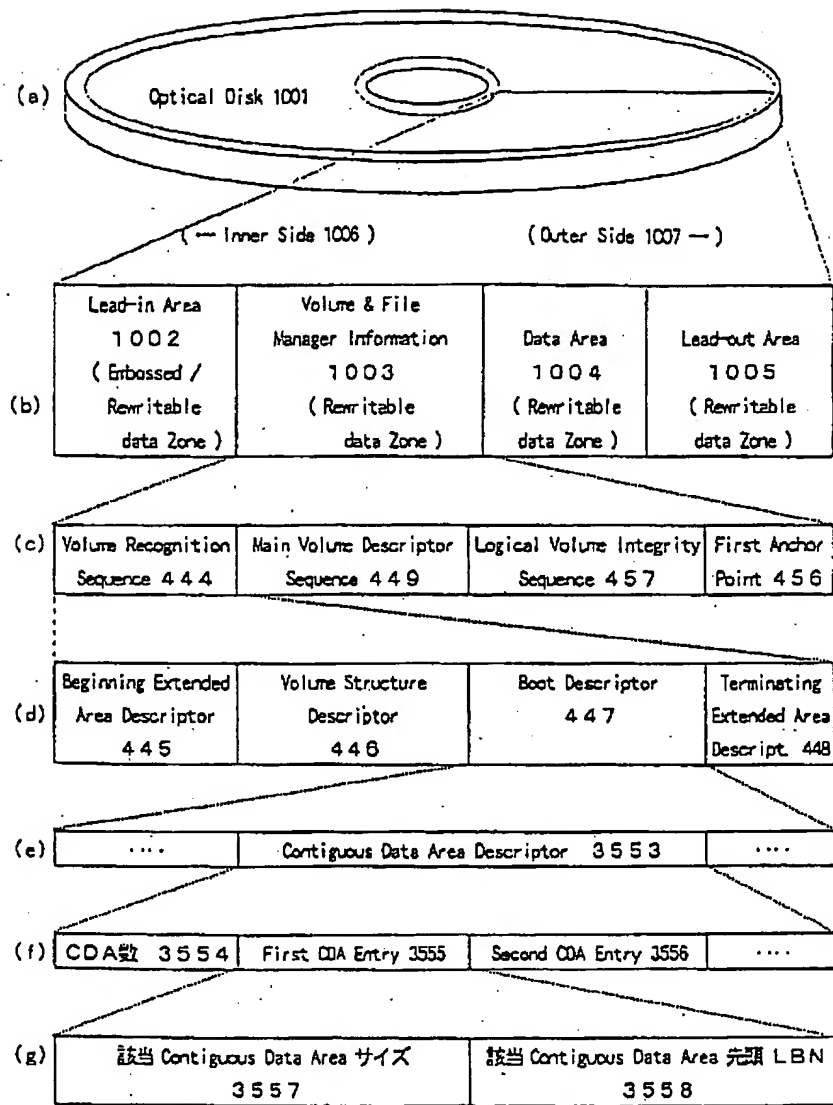 (a)
Optical Disk 1001
(← Inner Side 1006 )
( Outer Side 1007 →)
(b)
Lead-in Area
1002
( Embossed /
Rewritable
data Zone )
Volume & File
Manager Information
1003
( Rewritable
data Zone )
Data Area
1004
( Rewritable
data Zone )
Lead-out Area
1005
( Rewritable
data Zone )
(c)
Volume Recognition
Sequence 444
Main Volume Descriptor
Sequence 449
Logical Volume Integrity
Sequence 457
First Anchor
Point 456
(d)
Beginning Extended
Area Descriptor
445
Volume Structure
Descriptor
446
Boot Descriptor
447
Terminating
Extended Area
Descript. 448
(e)
....
Contiguous Data Area Descriptor 3553
....
(f)
CDA数 3554
First CDA Entry 3555
Second CDA Entry 3556
....
(g)
該当 Contiguous Data Area サイズ
3557
該当 Contiguous Data Area 先頭 LBN
3558